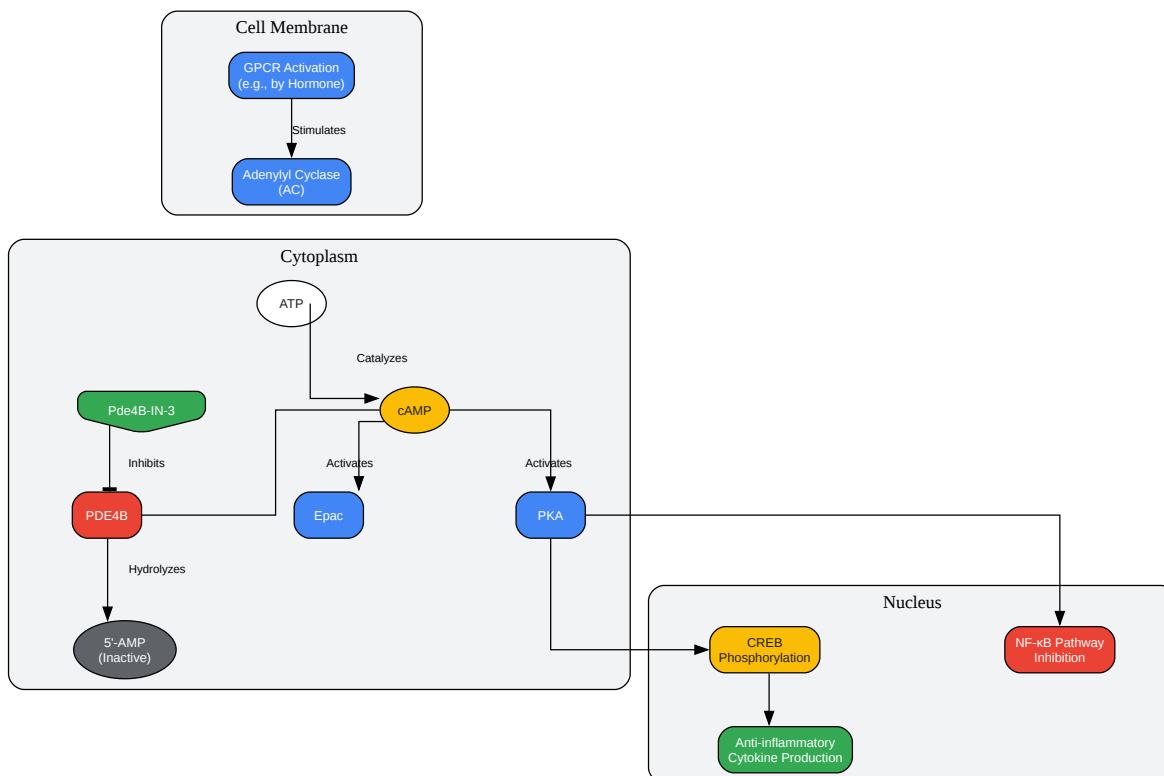 Cell Membrane
GPCR Activation
(e.g., by Hormone)
Stimulates
Adenylyl Cyclase
(AC)
Cytoplasm
ATP
Catalyzes
Pde4B-IN-3
cAMP
Inhibits
Activates
Activates
PDE4B
Epac
PKA
Hydrolyzes
5'-AMP
(Inactive)
Nucleus
CREB
Phosphorylation
NF-κB Pathway
Inhibition
Anti-inflammatory
Cytokine Production